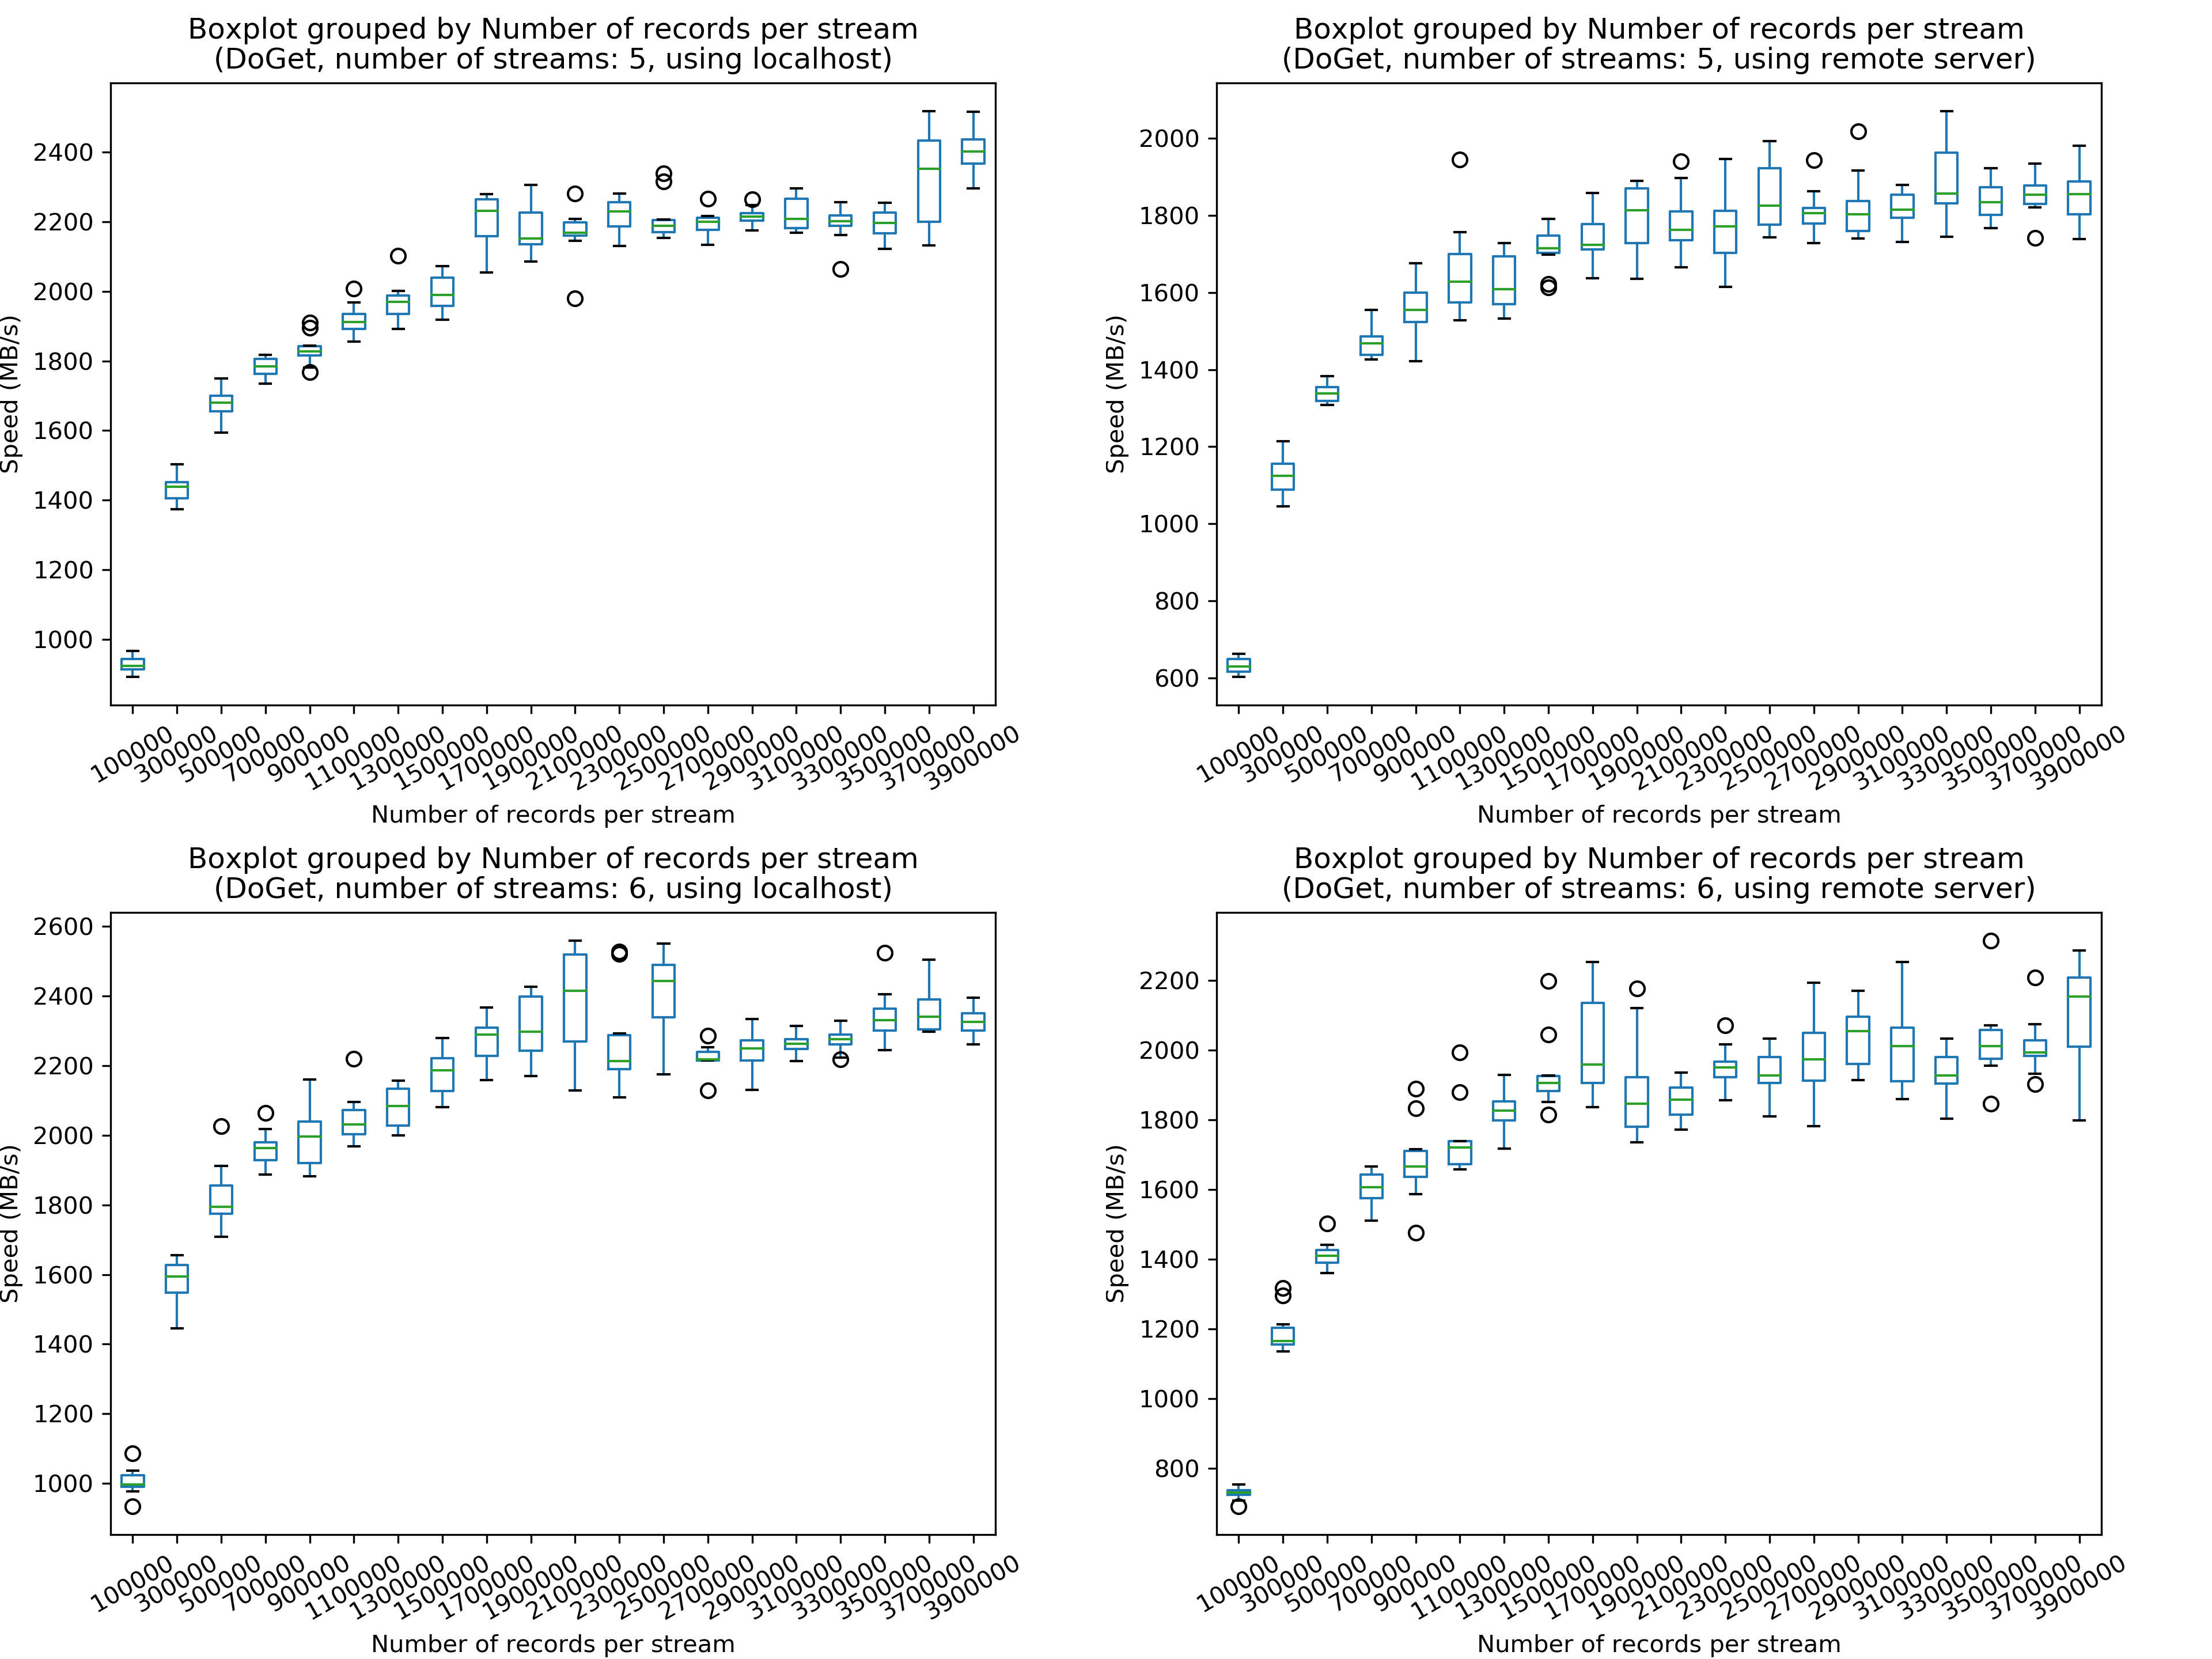 Boxplot grouped by Number of records per stream
(DoGet, number of streams: 5, using localhost)
Speed (MB/s)
2400
2200
2000
1800
1600
1400
1200
1000
100000 300000 500000 700000 900000 1100000 1300000 1500000 1700000 1900000 2100000 2300000 2500000 2700000 2900000 3100000 3300000 3500000 3700000 3900000
Number of records per stream
Boxplot grouped by Number of records per stream
(DoGet, number of streams: 5, using remote server)
Speed (MB/s)
2000
1800
1600
1400
1200
1000
800
600
100000 300000 500000 700000 900000 1100000 1300000 1500000 1700000 1900000 2100000 2300000 2500000 2700000 2900000 3100000 3300000 3500000 3700000 3900000
Number of records per stream
Boxplot grouped by Number of records per stream
(DoGet, number of streams: 6, using localhost)
Speed (MB/s)
2600
2400
2200
2000
1800
1600
1400
1200
1000
100000 300000 500000 700000 900000 1100000 1300000 1500000 1700000 1900000 2100000 2300000 2500000 2700000 2900000 3100000 3300000 3500000 3700000 3900000
Number of records per stream
Boxplot grouped by Number of records per stream
(DoGet, number of streams: 6, using remote server)
Speed (MB/s)
2200
2000
1800
1600
1400
1200
1000
800
100000 300000 500000 700000 900000 1100000 1300000 1500000 1700000 1900000 2100000 2300000 2500000 2700000 2900000 3100000 3300000 3500000 3700000 3900000
Number of records per stream